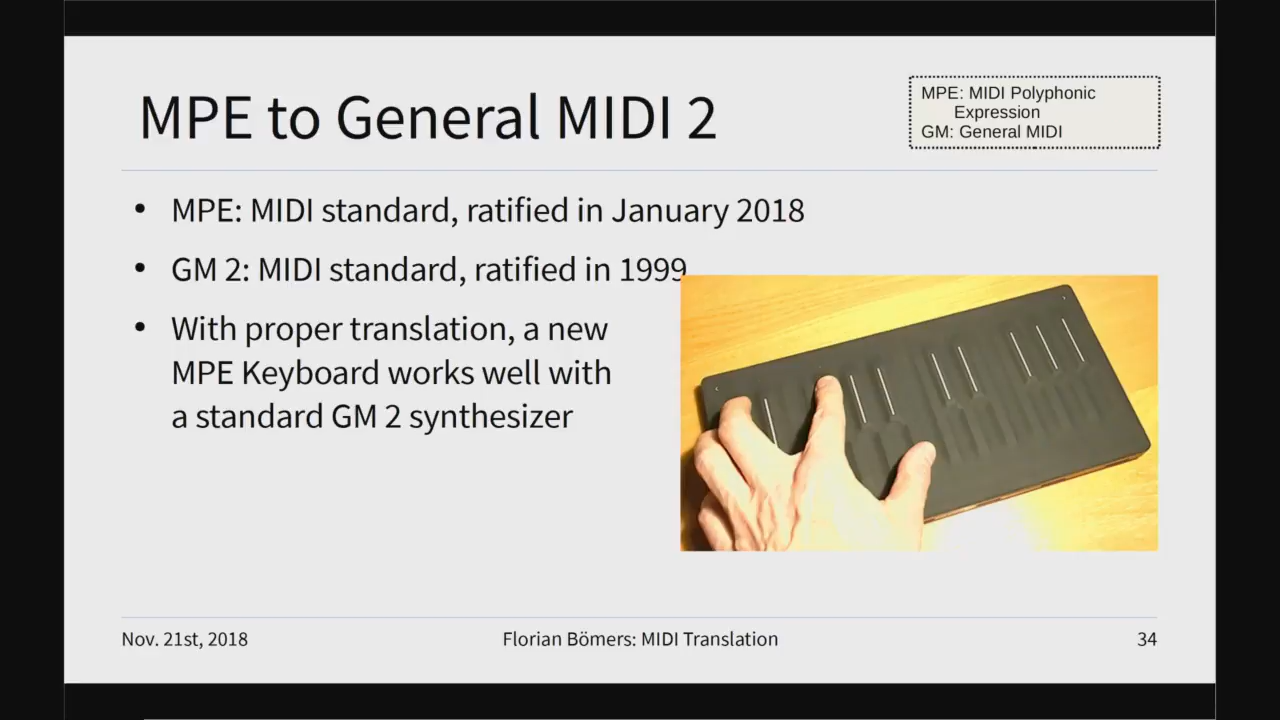 MPE to General MIDI 2
MPE: MIDI Polyphonic
Expression
GM: General MIDI
• MPE: MIDI standard, ratified in January 2018
• GM 2: MIDI standard, ratified in 1999
• With proper translation, a new
MPE Keyboard works well with
a standard GM 2 synthesizer
Nov. 21st, 2018
Florian Bömers: MIDI Translation
34